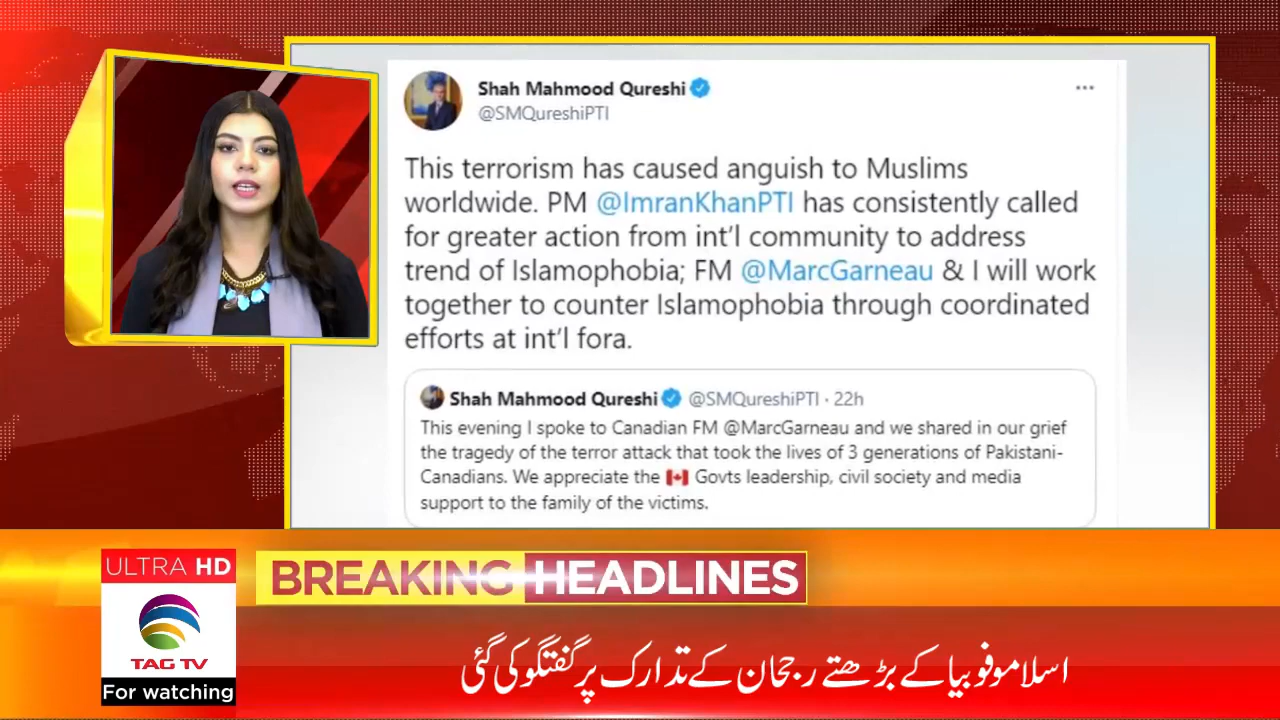 Shah Mahmood Qureshi
@SMQureshiPTI
This terrorism has caused anguish to Muslims
worldwide. PM @ImranKhanPTI has consistently called
for greater action from int'l community to address
trend of Islamophobia; FM @MarcGarneau & I will work
together to counter Islamophobia through coordinated
efforts at int'l fora.
Shah Mahmood Qureshi @SMQureshiPTI · 22h
This evening I spoke to Canadian FM @MarcGarneau and we shared in our grief
the tragedy of the terror attack that took the lives of 3 generations of Pakistani-
Canadians. We appreciate the 🇨🇦 Govts leadership, civil society and media
support to the family of the victims.
ULTRA HD
TAG TV
For watching
BREAKING HEADLINES
اسلاموفوبیا کے بڑھتے رجحان کے تدارک پر گفتگو کی گئی